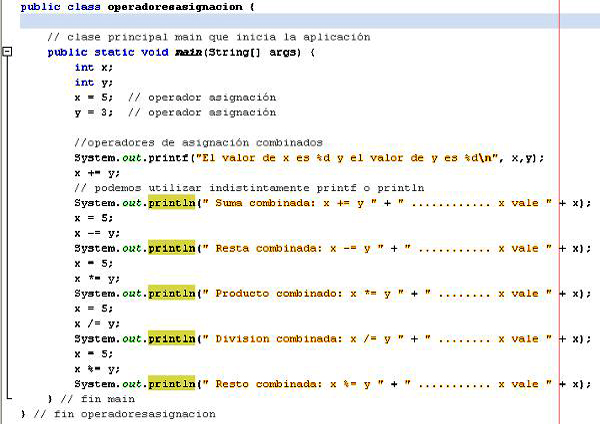 public class operadoresasignacion {
// clase principal main que inicia la aplicación
public static void main(String[] args) {
int x;
int y;
x = 5;  // operador asignación
y = 3;  // operador asignación
//operadores de asignación combinados
System.out.printf("El valor de x es %d y el valor de y es %d\n", x,y);
x += y;
// podemos utilizar indistintamente printf o println
System.out.println(" Suma combinada: x += y " + " ............ x vale " + x);
x = 5;
x -= y;
System.out.println(" Resta combinada: x -= y " + " ........... x vale " + x);
x = 5;
x *= y;
System.out.println(" Producto combinado: x *= y " + " ........ x vale " + x);
x = 5;
x /= y;
System.out.println(" Division combinada: x /= y " + " ........ x vale " + x);
x = 5;
x %= y;
System.out.println(" Resto combinada: x %= y " + " ........... x vale " + x);
} // fin main
} // fin operadoresasignacion